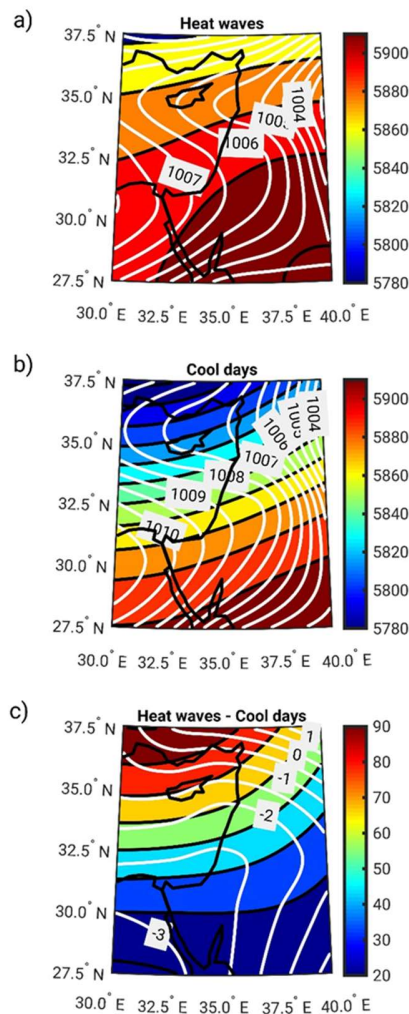 a)
Heat waves
37.5° N
35.0° N
32.5° N
30.0° N
27.5° N
30.0° E 32.5° E 35.0° E 37.5° E 40.0° E
1004
1006
1007
5900
5880
5860
5840
5820
5800
5780
b)
Cool days
37.5° N
35.0° N
32.5° N
30.0° N
27.5° N
30.0° E 32.5° E 35.0° E 37.5° E 40.0° E
1004
1005
1006
1007
1008
1009
1010
5900
5880
5860
5840
5820
5800
5780
c)
Heat waves - Cool days
37.5° N
35.0° N
32.5° N
30.0° N
27.5° N
30.0° E 32.5° E 35.0° E 37.5° E 40.0° E
1
0
-1
-2
-3
90
80
70
60
50
40
30
20